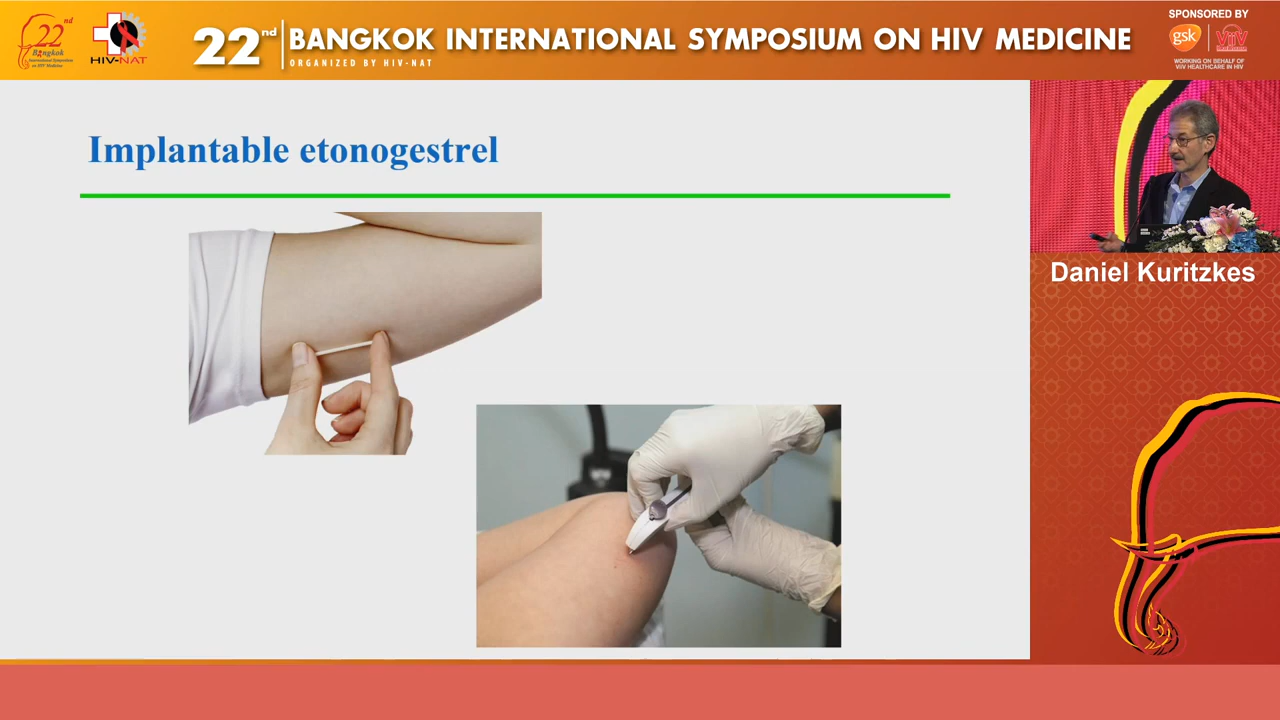 22nd
Bangkok
International Symposium
on HIV Medicine
HIV-NAT
22nd BANGKOK INTERNATIONAL SYMPOSIUM ON HIV MEDICINE
ORGANIZED BY HIV-NAT
SPONSORED BY
gsk
ViiV
WORKING ON BEHALF OF
VIIV HEALTHCARE IN HIV
Implantable etonogestrel
Daniel Kuritzkes